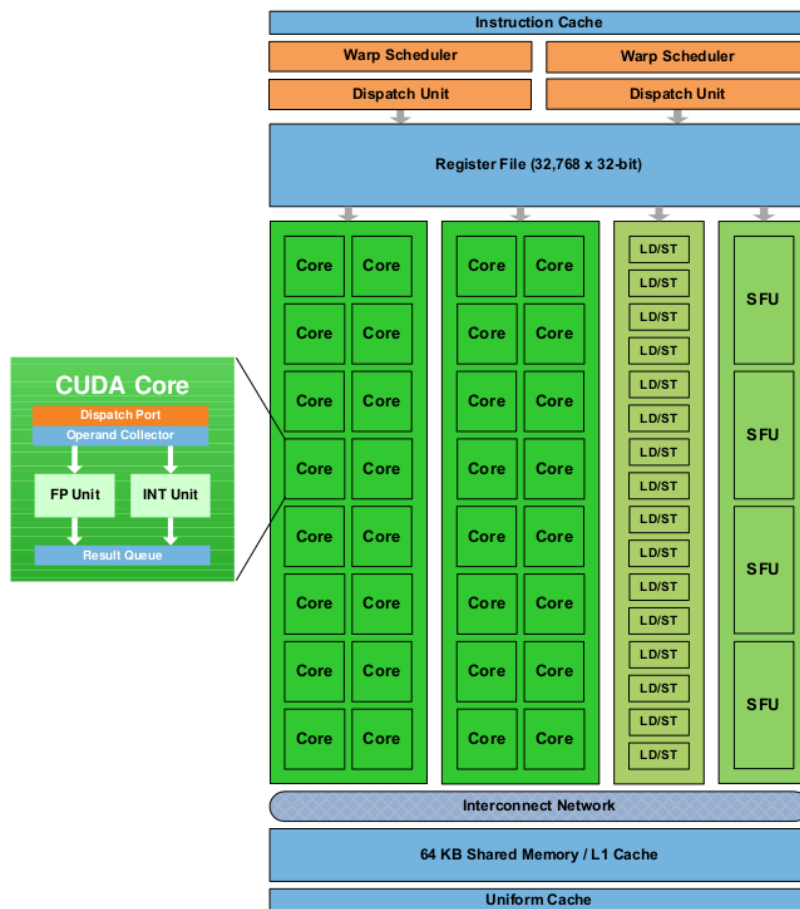 Instruction Cache
Warp Scheduler Warp Scheduler
Dispatch Unit Dispatch Unit
Register File (32,768 x 32-bit)
Core Core Core Core LD/ST SFU
LD/ST
Core Core Core Core LD/ST
LD/ST
Core Core Core Core LD/ST SFU
LD/ST
Core Core Core Core LD/ST
LD/ST
Core Core Core Core LD/ST SFU
LD/ST
Core Core Core Core LD/ST
LD/ST
Core Core Core Core LD/ST SFU
LD/ST
Core Core Core Core LD/ST
LD/ST
CUDA Core
Dispatch Port
Operand Collector
FP Unit INT Unit
Result Queue
Interconnect Network
64 KB Shared Memory / L1 Cache
Uniform Cache